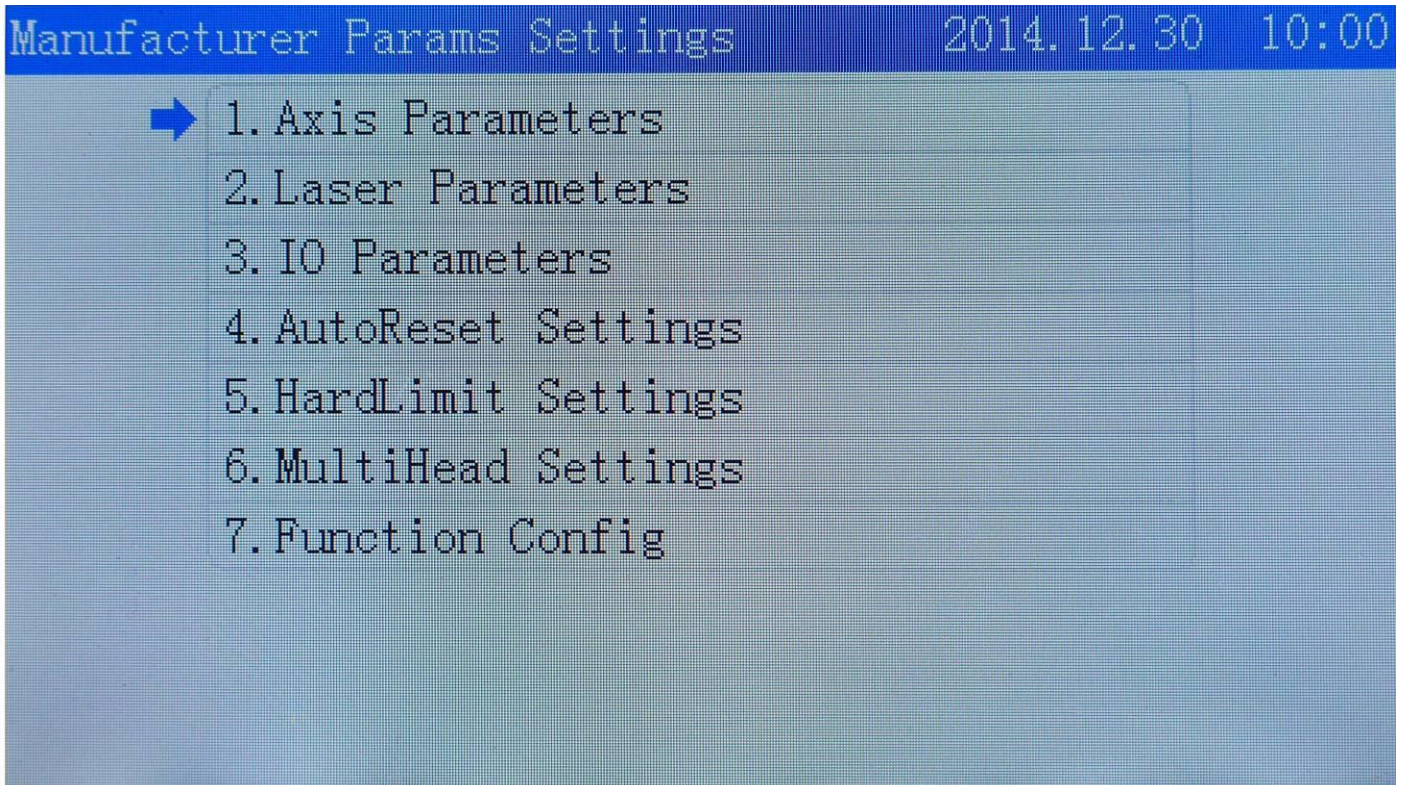 Manufacturer Params Settings 2014.12.30 10:00
1.Axis Parameters
2.Laser Parameters
3.IO Parameters
4.AutoReset Settings
5.HardLimit Settings
6.MultiHead Settings
7.Function Config